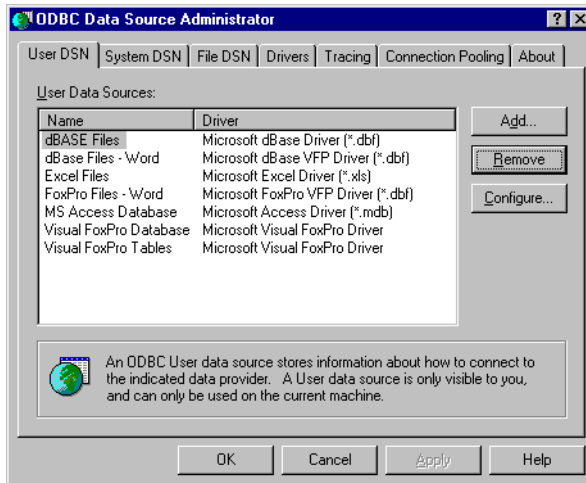 ODBC Data Source Administrator
User DSN System DSN File DSN Drivers Tracing Connection Pooling About
User Data Sources:
Name Driver
dBASE Files Microsoft dBase Driver (*.dbf)
dBase Files - Word Microsoft dBase VFP Driver (*.dbf)
Excel Files Microsoft Excel Driver (*.xls)
FoxPro Files - Word Microsoft FoxPro VFP Driver (*.dbf)
MS Access Database Microsoft Access Driver (*.mdb)
Visual FoxPro Database Microsoft Visual FoxPro Driver
Visual FoxPro Tables Microsoft Visual FoxPro Driver
Add...
Remove
Configure...
An ODBC User data source stores information about how to connect to
the indicated data provider. A User data source is only visible to you,
and can only be used on the current machine.
OK Cancel Apply Help